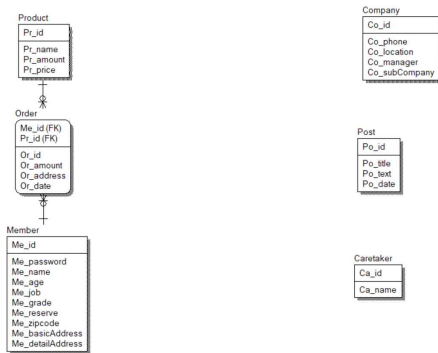 Product
Pr_id
Pr_name
Pr_amount
Pr_price
Order
Me_id (FK)
Pr_id (FK)
Or_id
Or_amount
Or_address
Or_date
Member
Me_id
Me_password
Me_name
Me_age
Me_job
Me_grade
Me_reserve
Me_zipcode
Me_basicAddress
Me_detailAddress
Company
Co_id
Co_phone
Co_location
Co_manager
Co_subCompany
Post
Po_id
Po_title
Po_text
Po_date
Caretaker
Ca_id
Ca_name